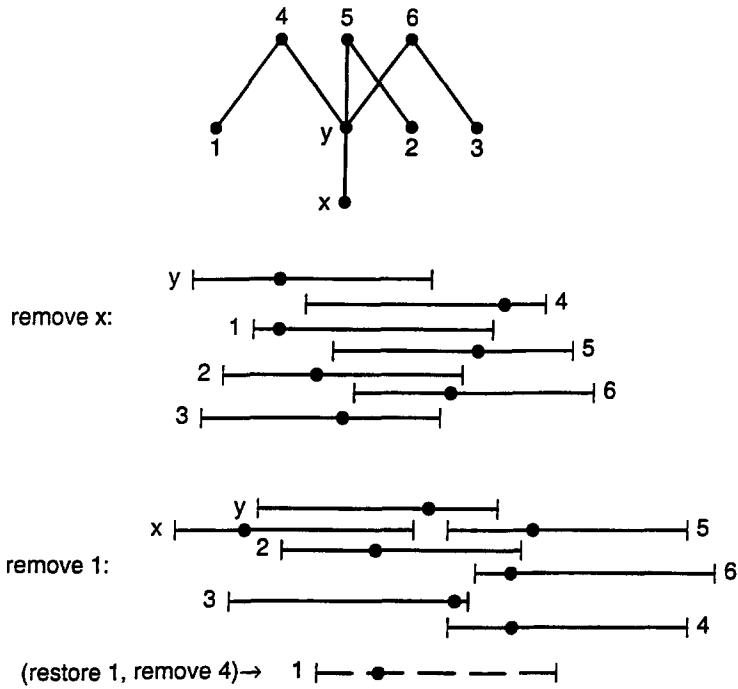 4 5 6
1 y 2 3
x
y
4
remove x:
1
5
2
6
3
y
x 5
2
remove 1:
6
3
4
(restore 1, remove 4)→ 1